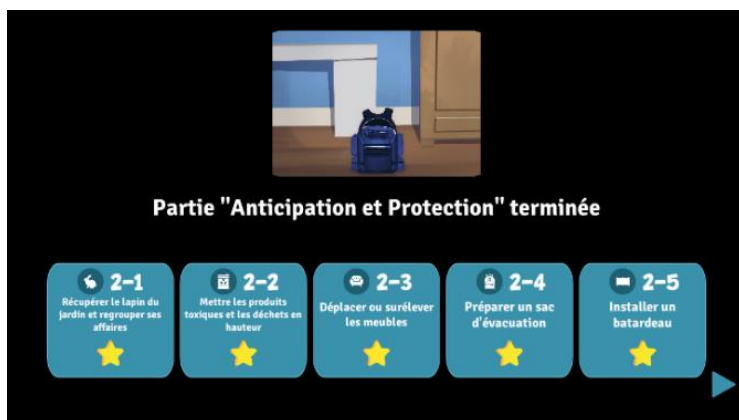 Partie "Anticipation et Protection" terminée
2-1
Récupérer le lapin du
jardin et regrouper ses
affaires
2-2
Mettre les produits
toxiques et les déchets en
hauteur
2-3
Déplacer ou surélever
les meubles
2-4
Préparer un sac
d'évacuation
2-5
Installer un
batardeau